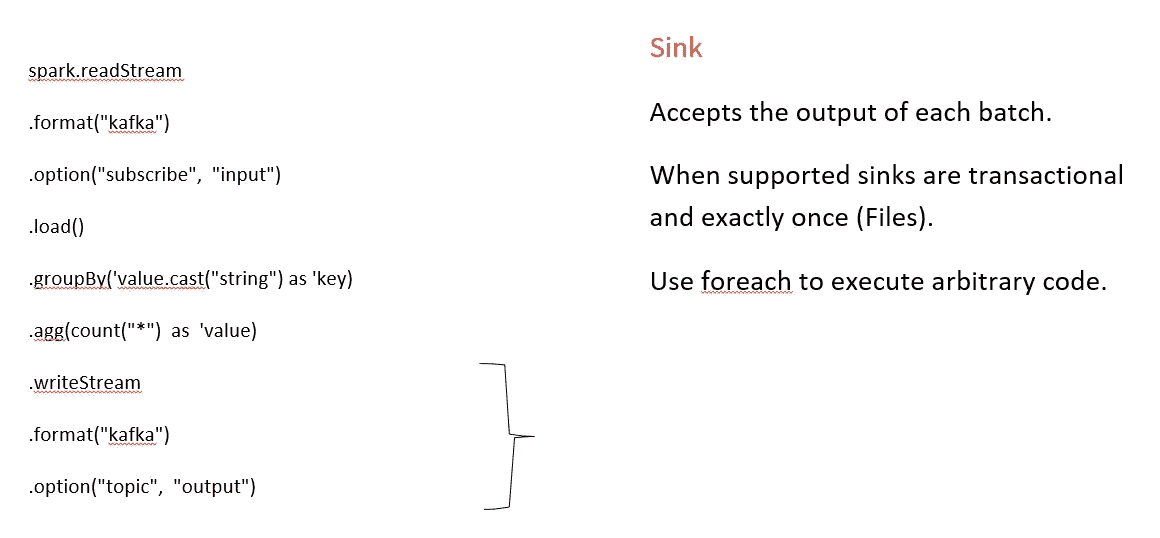 spark.readStream
.format("kafka")
.option("subscribe", "input")
.load()
.groupBy('value.cast("string") as 'key)
.agg(count("*") as 'value)
.writeStream
.format("kafka")
.option("topic", "output")
Sink
Accepts the output of each batch.
When supported sinks are transactional
and exactly once (Files).
Use foreach to execute arbitrary code.